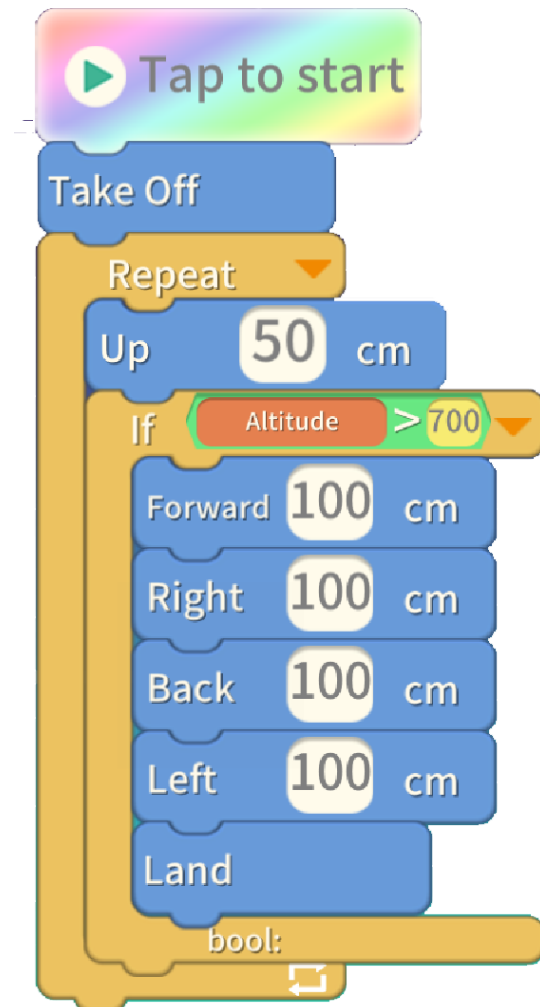 Tap to start
Take Off
Repeat
Up 50 cm
If Altitude > 700
Forward 100 cm
Right 100 cm
Back 100 cm
Left 100 cm
Land
bool: